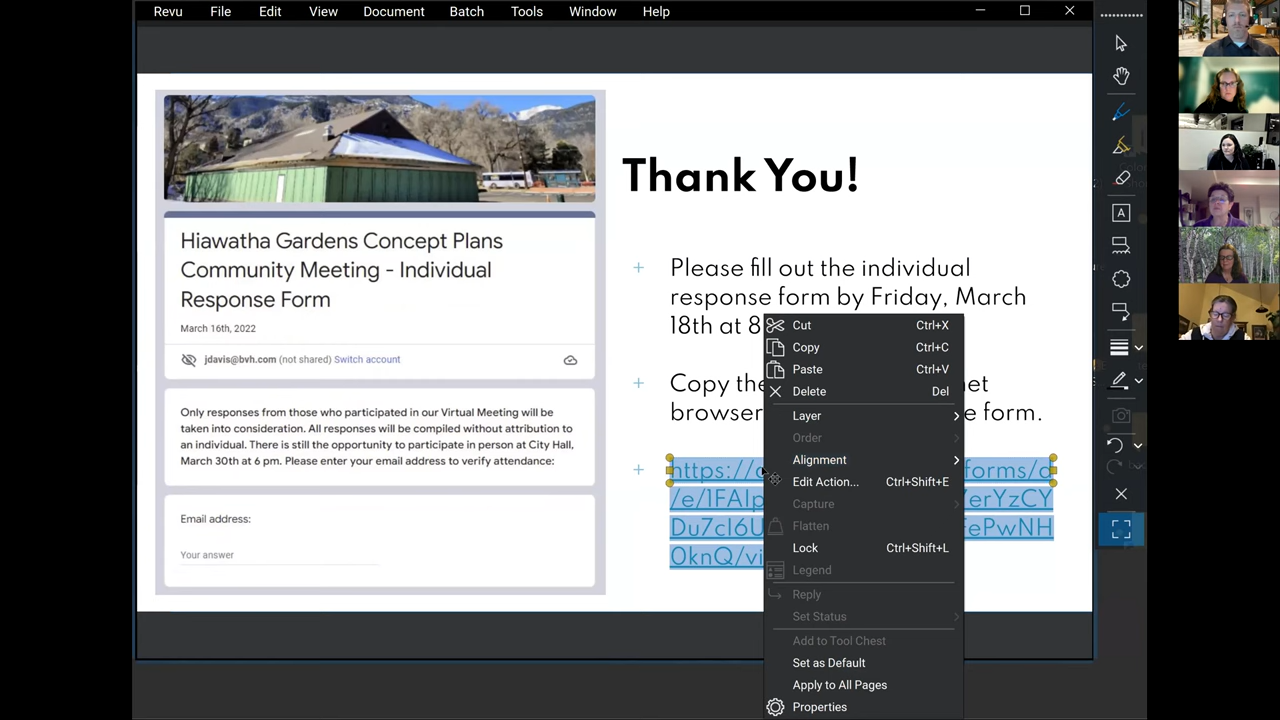 Revu File Edit View Document Batch Tools Window Help
Hiawatha Gardens Concept Plans
Community Meeting - Individual
Response Form
March 16th, 2022
jdavis@bvh.com (not shared) Switch account
Only responses from those who participated in our Virtual Meeting will be
taken into consideration. All responses will be compiled without attribution to
an individual. There is still the opportunity to participate in person at City Hall,
March 30th at 6 pm. Please enter your email address to verify attendance:
Email address:
Your answer
Thank You!
Please fill out the individual
response form by Friday, March
18th at 8
Copy the
browser
form.
https://
forms/d
/e/1FAIp
erYzCY
ePwNH
0knQ/vi
Cut Ctrl+X
Copy Ctrl+C
Paste Ctrl+V
Delete Del
Layer
Order
Alignment
Edit Action... Ctrl+Shift+E
Capture
Flatten
Lock Ctrl+Shift+L
Legend
Reply
Set Status
Add to Tool Chest
Set as Default
Apply to All Pages
Properties
A